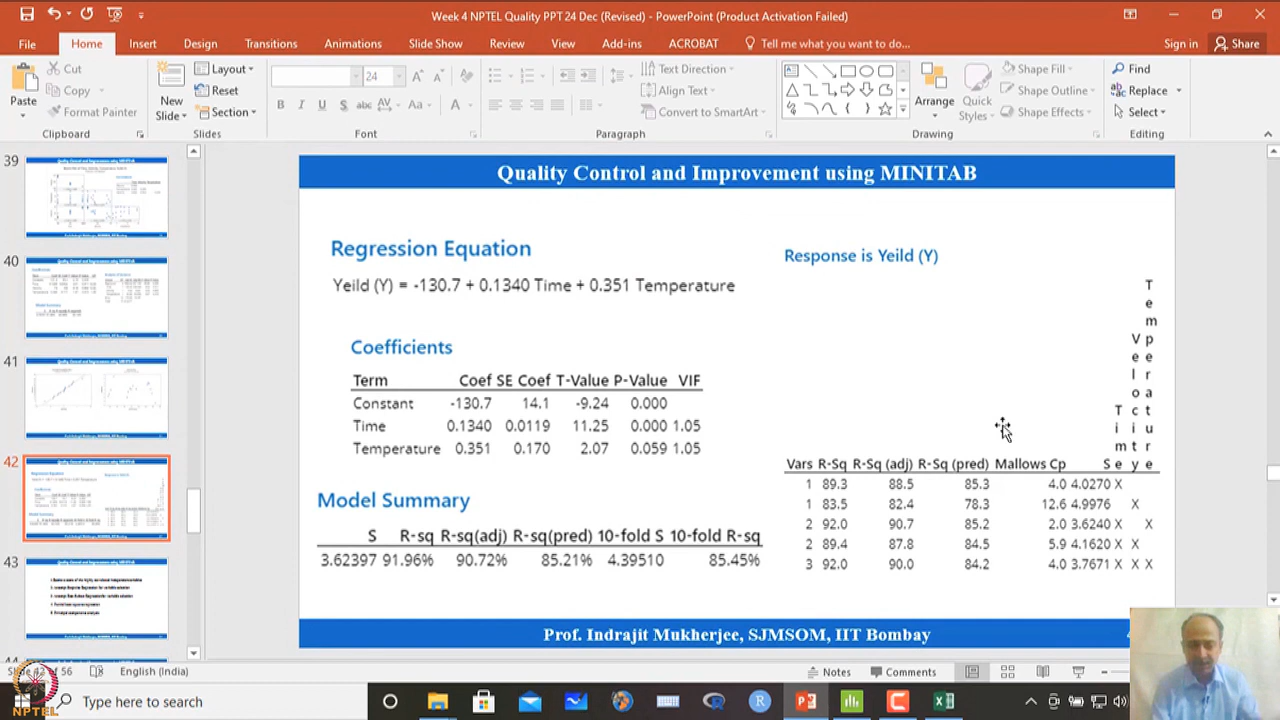 Week 4 NPTEL Quality PPT 24 Dec (Revised) - PowerPoint (Product Activation Failed)
File Home Insert Design Transitions Animations Slide Show Review View Add-ins ACROBAT Tell me what you want to do... Sign in Share
Paste
Cut
Copy
Format Painter
Clipboard
New Slide
Layout
Reset
Section
Slides
24
B I U S abc AV Aa A
Font
Text Direction
Align Text
Convert to SmartArt
Paragraph
Arrange
Quick Styles
Shape Fill
Shape Outline
Shape Effects
Drawing
Find
Replace
Select
Editing
39
40
41
42
43
44
Quality Control and Improvement using MINITAB
Regression Equation
Yeild (Y) = -130.7 + 0.1340 Time + 0.351 Temperature
Coefficients
Term Coef SE Coef T-Value P-Value VIF
Constant -130.7 14.1 -9.24 0.000
Time 0.1340 0.0119 11.25 0.000 1.05
Temperature 0.351 0.170 2.07 0.059 1.05
Model Summary
S R-sq R-sq(adj) R-sq(pred) 10-fold S 10-fold R-sq
3.62397 91.96% 90.72% 85.21% 4.39510 85.45%
Response is Yeild (Y)
Time
Velocity
Temperature
Vars R-Sq R-Sq (adj) R-Sq (pred) Mallows Cp S
1 89.3 88.5 85.3 4.0 4.0270 X
1 83.5 82.4 78.3 12.6 4.9976 X
2 92.0 90.7 85.2 2.0 3.6240 X X
2 89.4 87.8 84.5 5.9 4.1620 X X
3 92.0 90.0 84.2 4.0 3.7671 X X X
Prof. Indrajit Mukherjee, SJMSOM, IIT Bombay
English (India)
Notes Comments
NPTEL
Type here to search